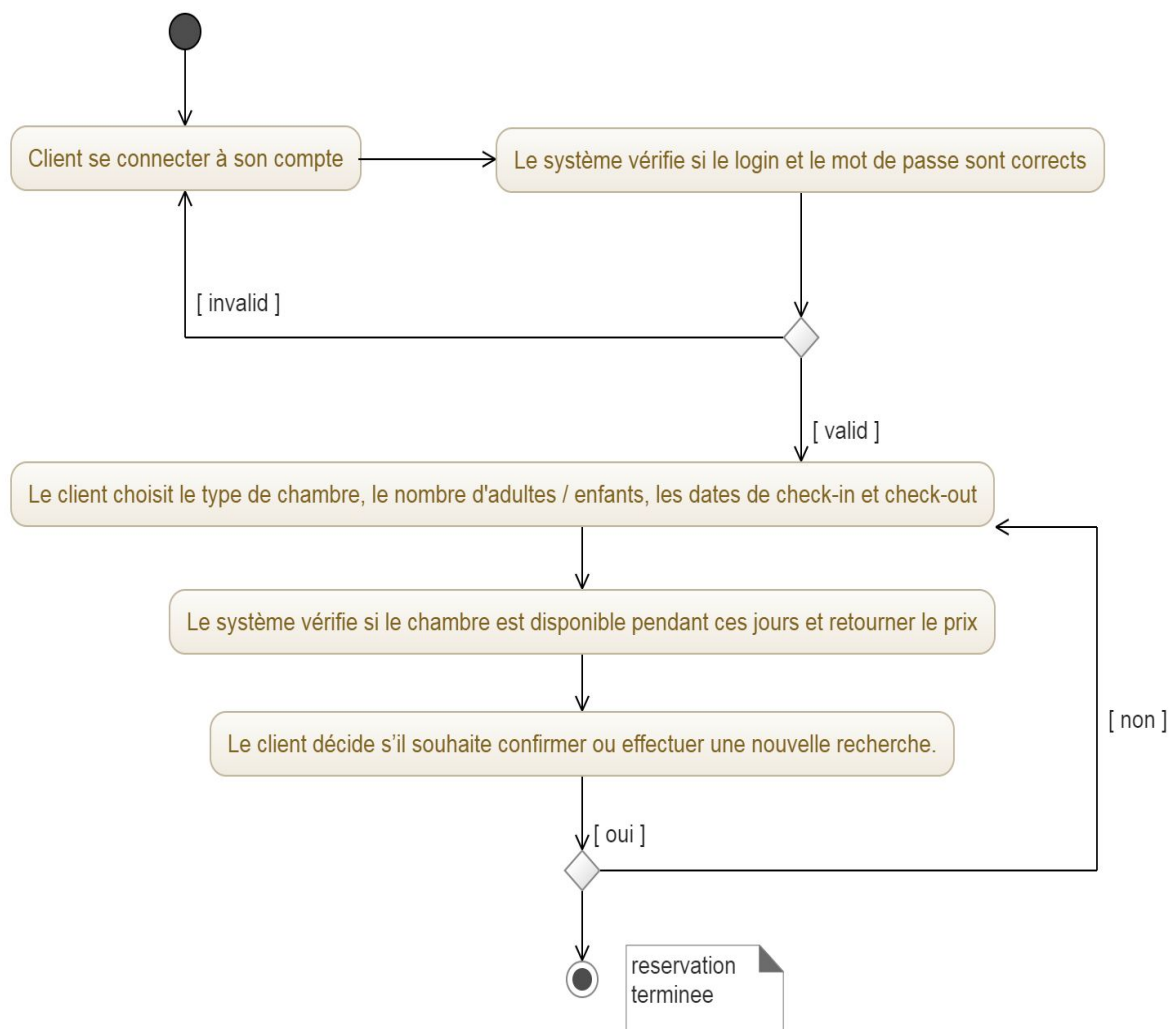 Client se connecter à son compte
Le système vérifie si le login et le mot de passe sont corrects
[ invalid ]
[ valid ]
Le client choisit le type de chambre, le nombre d'adultes / enfants, les dates de check-in et check-out
Le système vérifie si le chambre est disponible pendant ces jours et retourner le prix
[ non ]
Le client décide s’il souhaite confirmer ou effectuer une nouvelle recherche.
[ oui ]
reservation
terminee